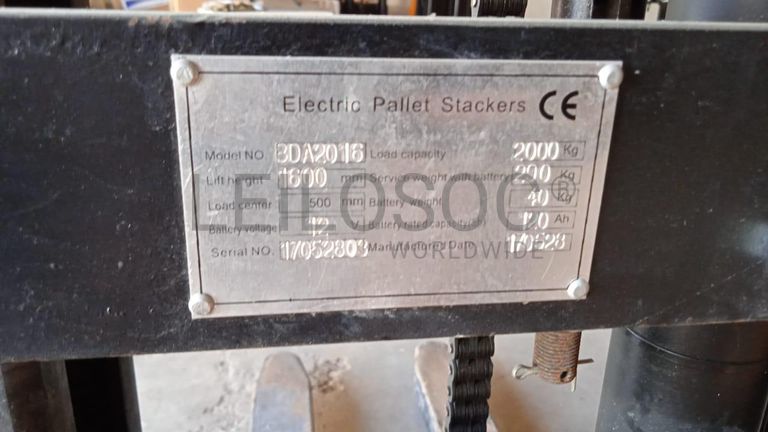 Electric Pallet Stackers CE
Model NO. BDA2016 Load capacity 2000 Kg
Lift height 1600 mm Service weight with battery 290 Kg
Load center 500 mm Battery weight 40 Kg
Battery voltage 12 V Battery rated capacity(5h) 120 Ah
Serial NO. 17052803 Manufactured Date 170528
LEILOSOC®
WORLDWIDE